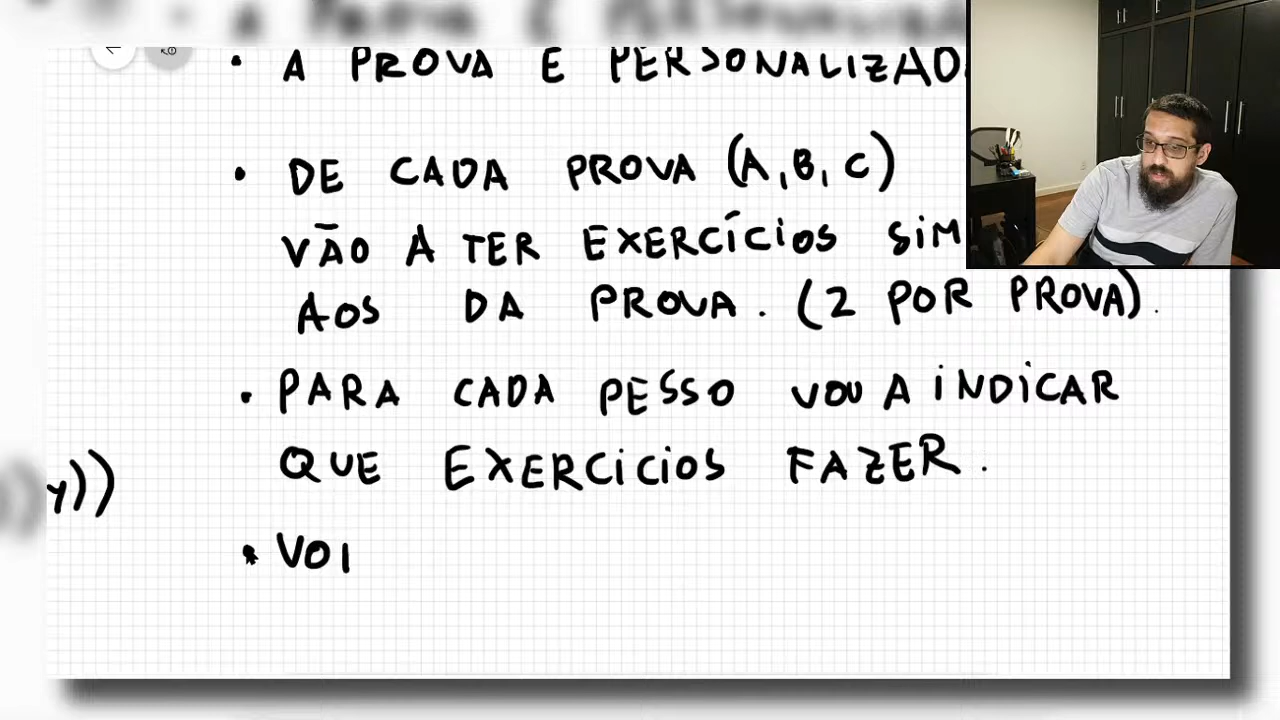 • A PROVA E PERSONALIZAD
• DE CADA PROVA (A, B, C)
VÃO A TER EXERCÍCIOS SIM
AOS DA PROVA. (2 POR PROVA).
• PARA CADA PESSO VOU A INDICAR
QUE EXERCICIOS FAZER.
y))
• VOI